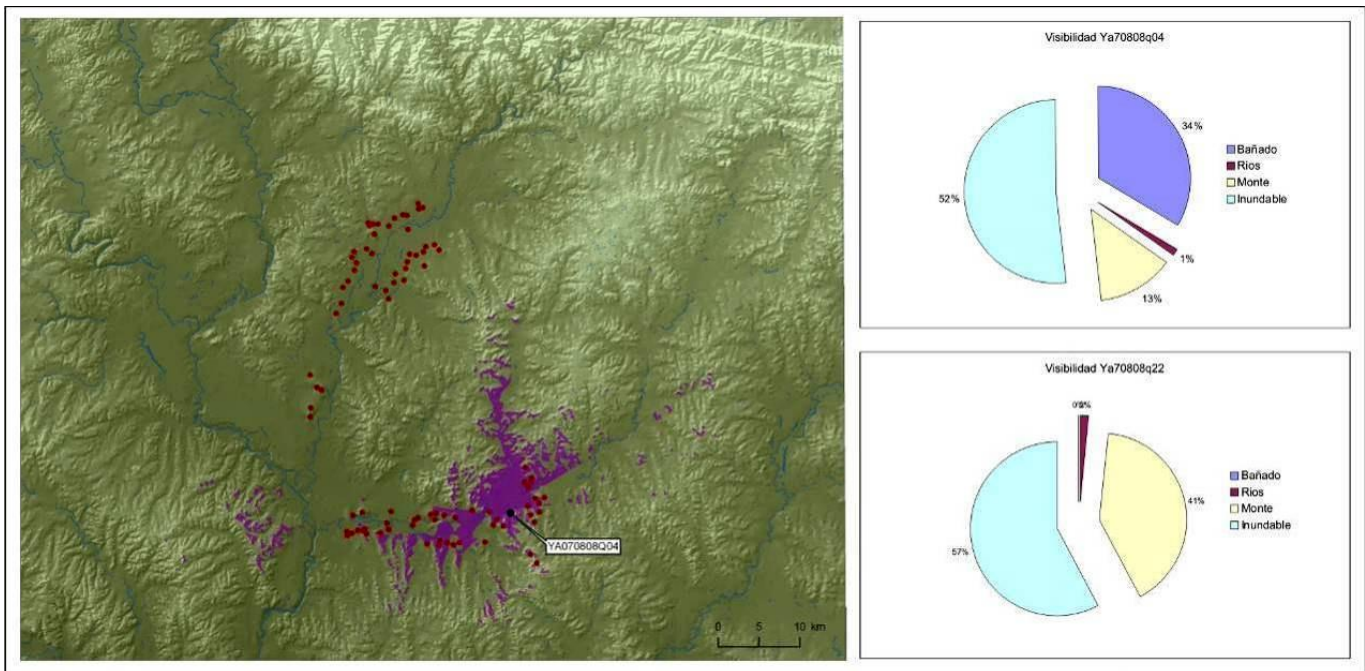 YA070808Q04
0 5 10 km
Visibilidad Ya70808q04
34%
52%
1%
13%
Bañado
Rios
Monte
Inundable
Visibilidad Ya70808q22
41%
57%
Bañado
Rios
Monte
Inundable